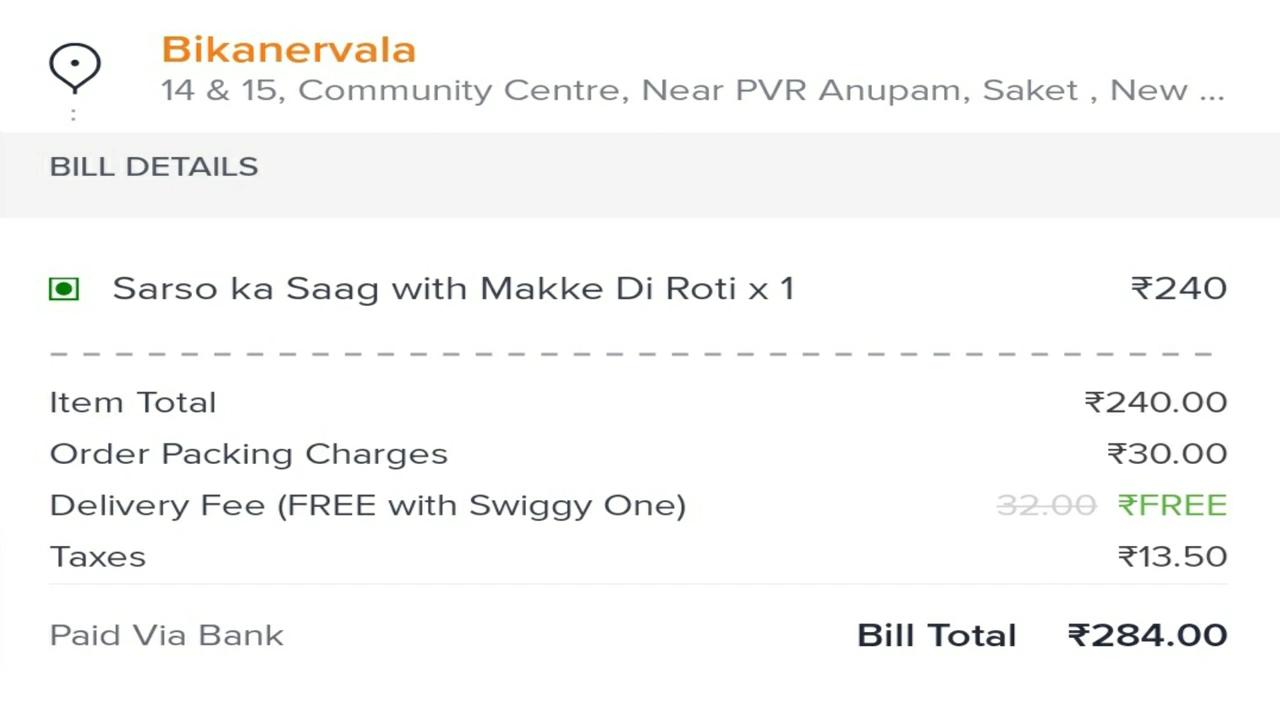 Bikanervala
14 & 15, Community Centre, Near PVR Anupam, Saket , New ...
BILL DETAILS
Sarso ka Saag with Makke Di Roti x 1 ₹240
Item Total ₹240.00
Order Packing Charges ₹30.00
Delivery Fee (FREE with Swiggy One) 32.00 ₹FREE
Taxes ₹13.50
Paid Via Bank Bill Total ₹284.00